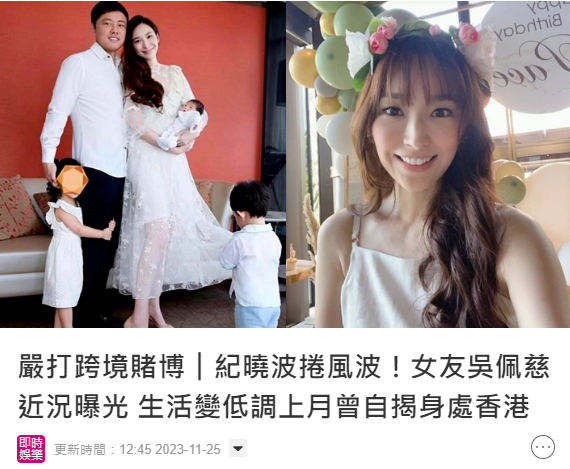 Happy
Birthday
Pace
嚴打跨境賭博｜紀曉波捲風波！女友吳佩慈
近況曝光 生活變低調上月曾自揭身處香港
即時
娛樂
更新時間：12:45 2023-11-25